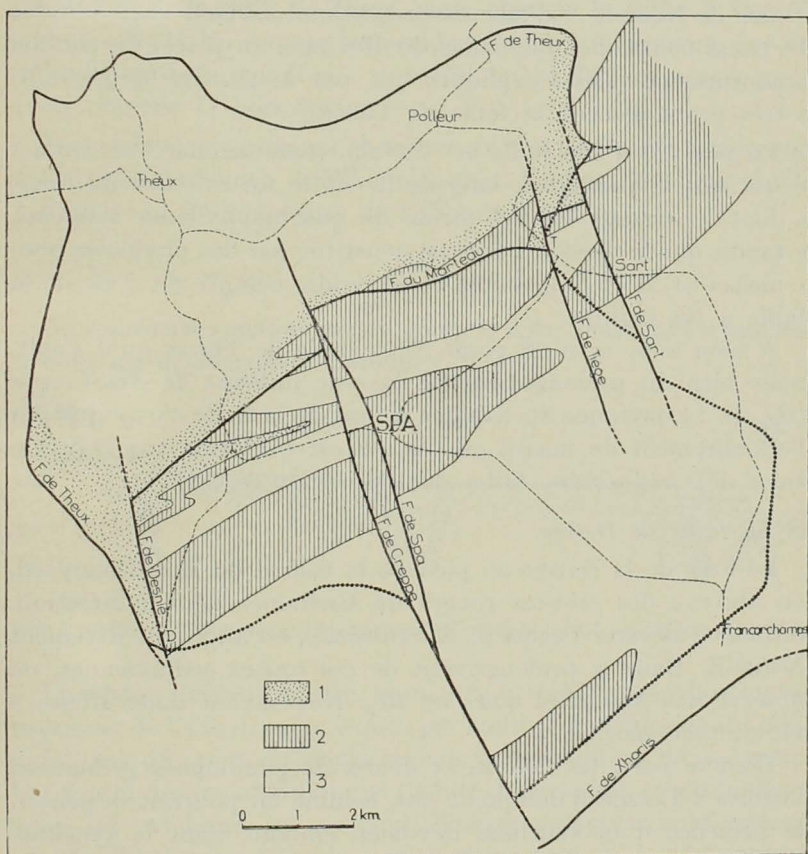 F de Theux
Polleur
Theux
F. du Marteau
T
Sart
F de Sart
F de Tiège
SPA
F de Theux
F de Desnié
F. de Spa
F. de Creppe
D
Francorchamps
1
2
3
F de Xhoris
0 1 2 km.